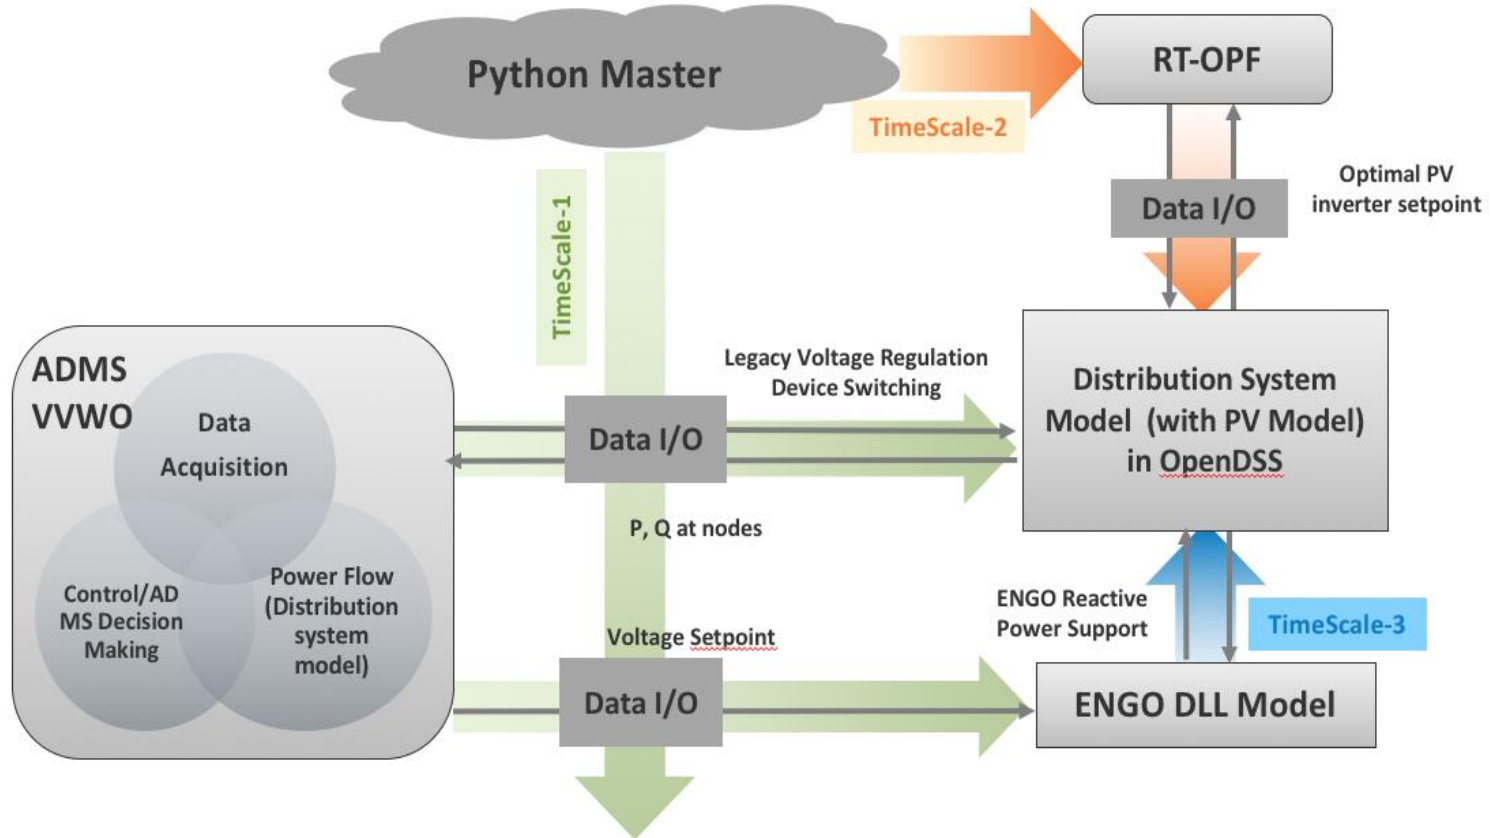 Python Master
RT-OPF
TimeScale-2
TimeScale-1
Data I/O
Optimal PV
inverter setpoint
ADMS
VVWO
Data
Acquisition
Control/AD
MS Decision
Making
Power Flow
(Distribution
system
model)
Legacy Voltage Regulation
Device Switching
Data I/O
P, Q at nodes
Distribution System
Model (with PV Model)
in OpenDSS
ENGO Reactive
Power Support
TimeScale-3
Voltage Setpoint
Data I/O
ENGO DLL Model